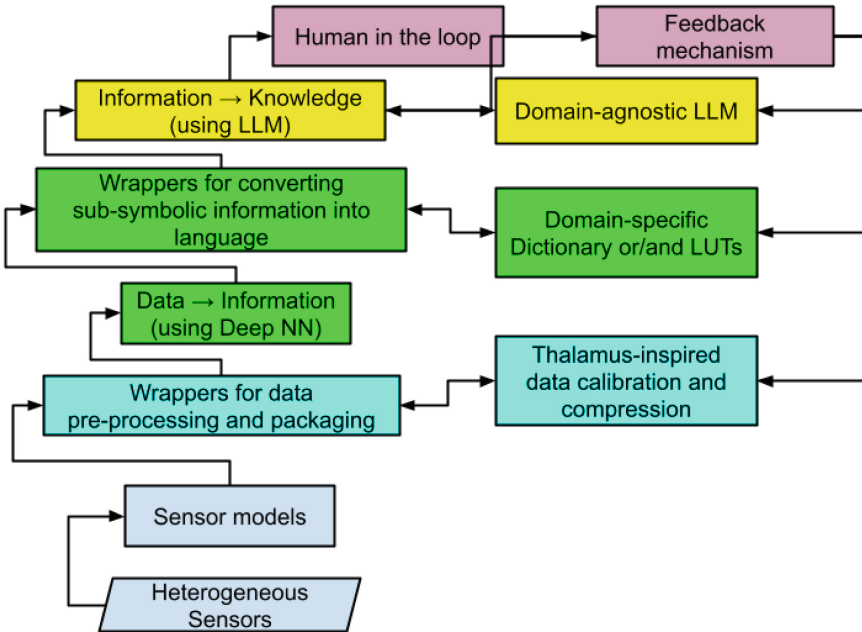 Human in the loop
Feedback
mechanism
Information → Knowledge
(using LLM)
Domain-agnostic LLM
Wrappers for converting
sub-symbolic information into
language
Domain-specific
Dictionary or/and LUTs
Data → Information
(using Deep NN)
Thalamus-inspired
data calibration and
compression
Wrappers for data
pre-processing and packaging
Sensor models
Heterogeneous
Sensors